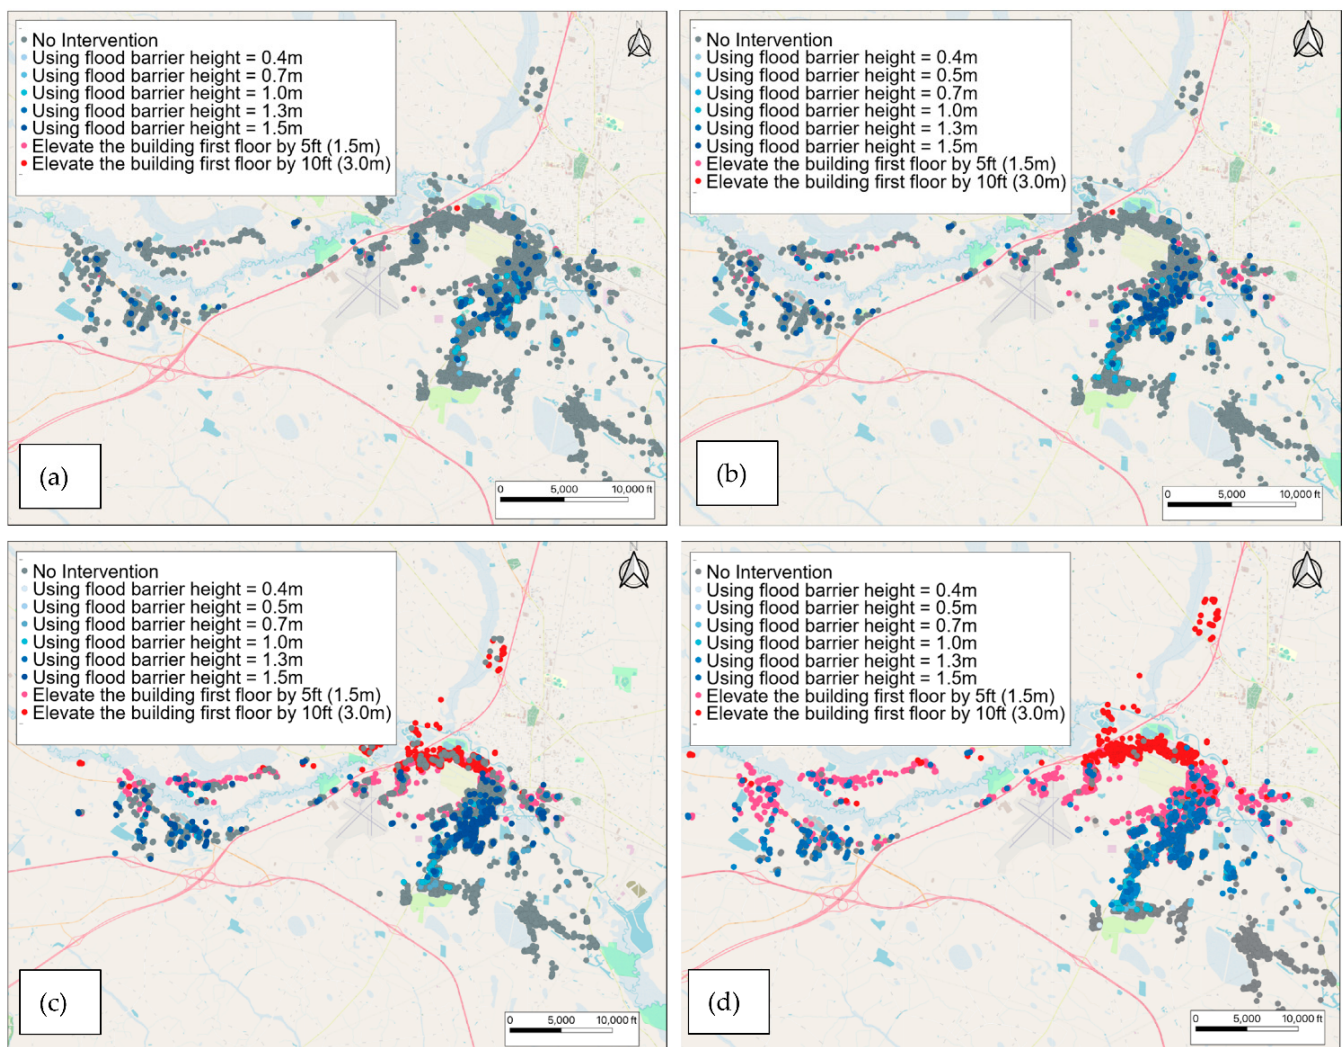 No Intervention
Using flood barrier height = 0.4m
Using flood barrier height = 0.7m
Using flood barrier height = 1.0m
Using flood barrier height = 1.3m
Using flood barrier height = 1.5m
Elevate the building first floor by 5ft (1.5m)
Elevate the building first floor by 10ft (3.0m)
(a)
0 5,000 10,000 ft
No Intervention
Using flood barrier height = 0.4m
Using flood barrier height = 0.5m
Using flood barrier height = 0.7m
Using flood barrier height = 1.0m
Using flood barrier height = 1.3m
Using flood barrier height = 1.5m
Elevate the building first floor by 5ft (1.5m)
Elevate the building first floor by 10ft (3.0m)
(b)
0 5,000 10,000 ft
No Intervention
Using flood barrier height = 0.4m
Using flood barrier height = 0.5m
Using flood barrier height = 0.7m
Using flood barrier height = 1.0m
Using flood barrier height = 1.3m
Using flood barrier height = 1.5m
Elevate the building first floor by 5ft (1.5m)
Elevate the building first floor by 10ft (3.0m)
(c)
0 5,000 10,000 ft
No Intervention
Using flood barrier height = 0.4m
Using flood barrier height = 0.5m
Using flood barrier height = 0.7m
Using flood barrier height = 1.0m
Using flood barrier height = 1.3m
Using flood barrier height = 1.5m
Elevate the building first floor by 5ft (1.5m)
Elevate the building first floor by 10ft (3.0m)
(d)
0 5,000 10,000 ft